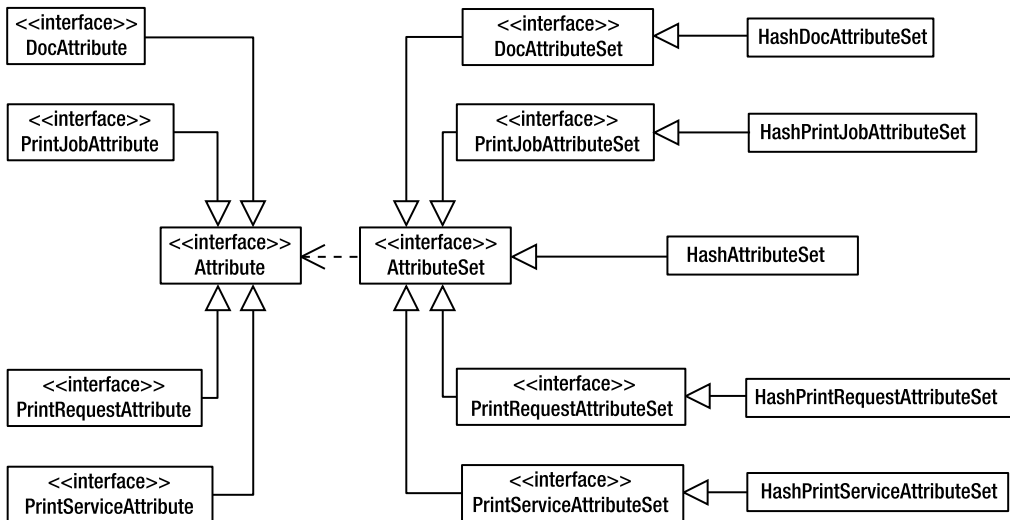 <<interface>>
DocAttribute
<<interface>>
DocAttributeSet
HashDocAttributeSet
<<interface>>
PrintJobAttribute
<<interface>>
PrintJobAttributeSet
HashPrintJobAttributeSet
<<interface>>
Attribute
<<interface>>
AttributeSet
HashAttributeSet
<<interface>>
PrintRequestAttribute
<<interface>>
PrintRequestAttributeSet
HashPrintRequestAttributeSet
<<interface>>
PrintServiceAttribute
<<interface>>
PrintServiceAttributeSet
HashPrintServiceAttributeSet